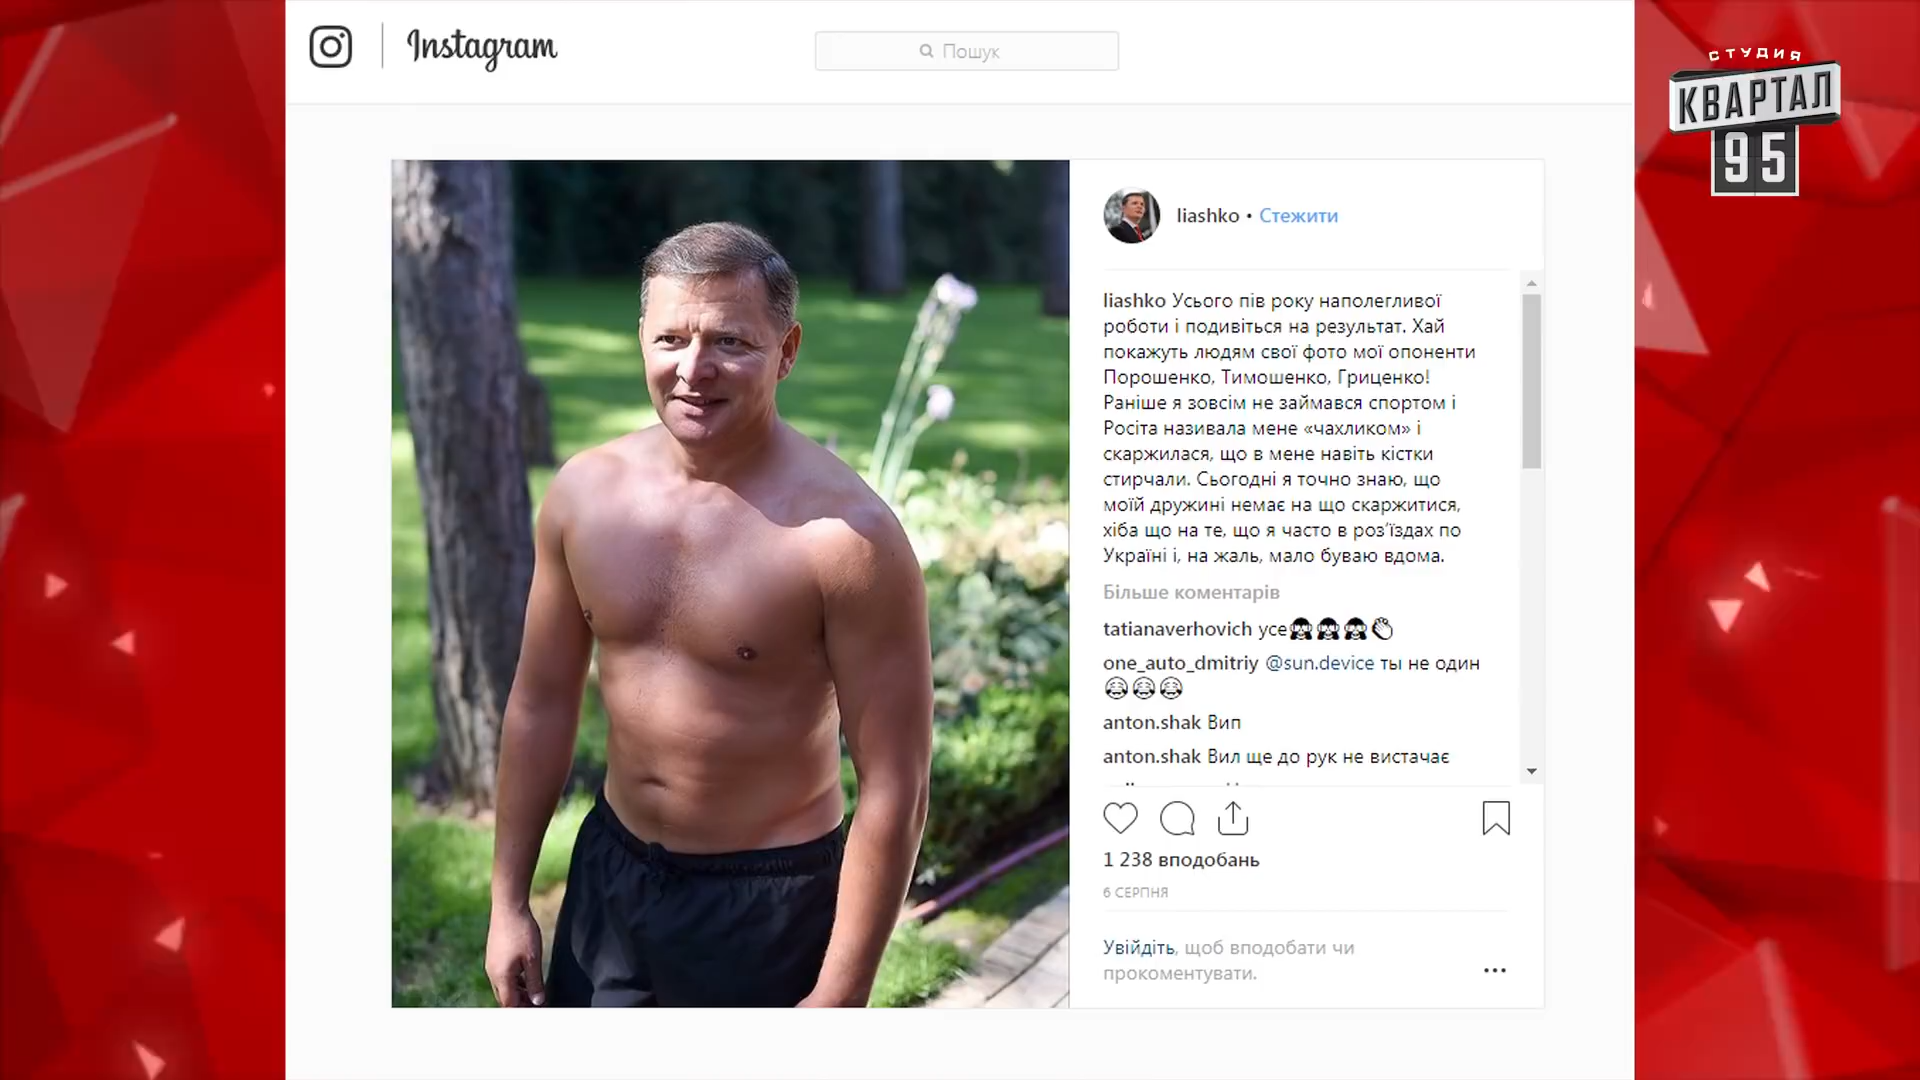 Instagram
Пошук
СТУДИЯ
КВАРТАЛ
95
liashko • Стежити
liashko Усього пів року наполегливої
роботи і подивіться на результат. Хай
покажуть людям свої фото мої опоненти
Порошенко, Тимошенко, Гриценко!
Раніше я зовсім не займався спортом і
Росіта називала мене «чахликом» і
скаржилася, що в мене навіть кістки
стирчали. Сьогодні я точно знаю, що
моїй дружині немає на що скаржитися,
хіба що на те, що я часто в роз’їздах по
Україні і, на жаль, мало буваю вдома.
Більше коментарів
tatianaverhovich усе
one_auto_dmitriy @sun.device ты не один
anton.shak Вип
anton.shak Вил ще до рук не вистачає
1 238 вподобань
6 СЕРПНЯ
Увійдіть, щоб вподобати чи
прокоментувати.